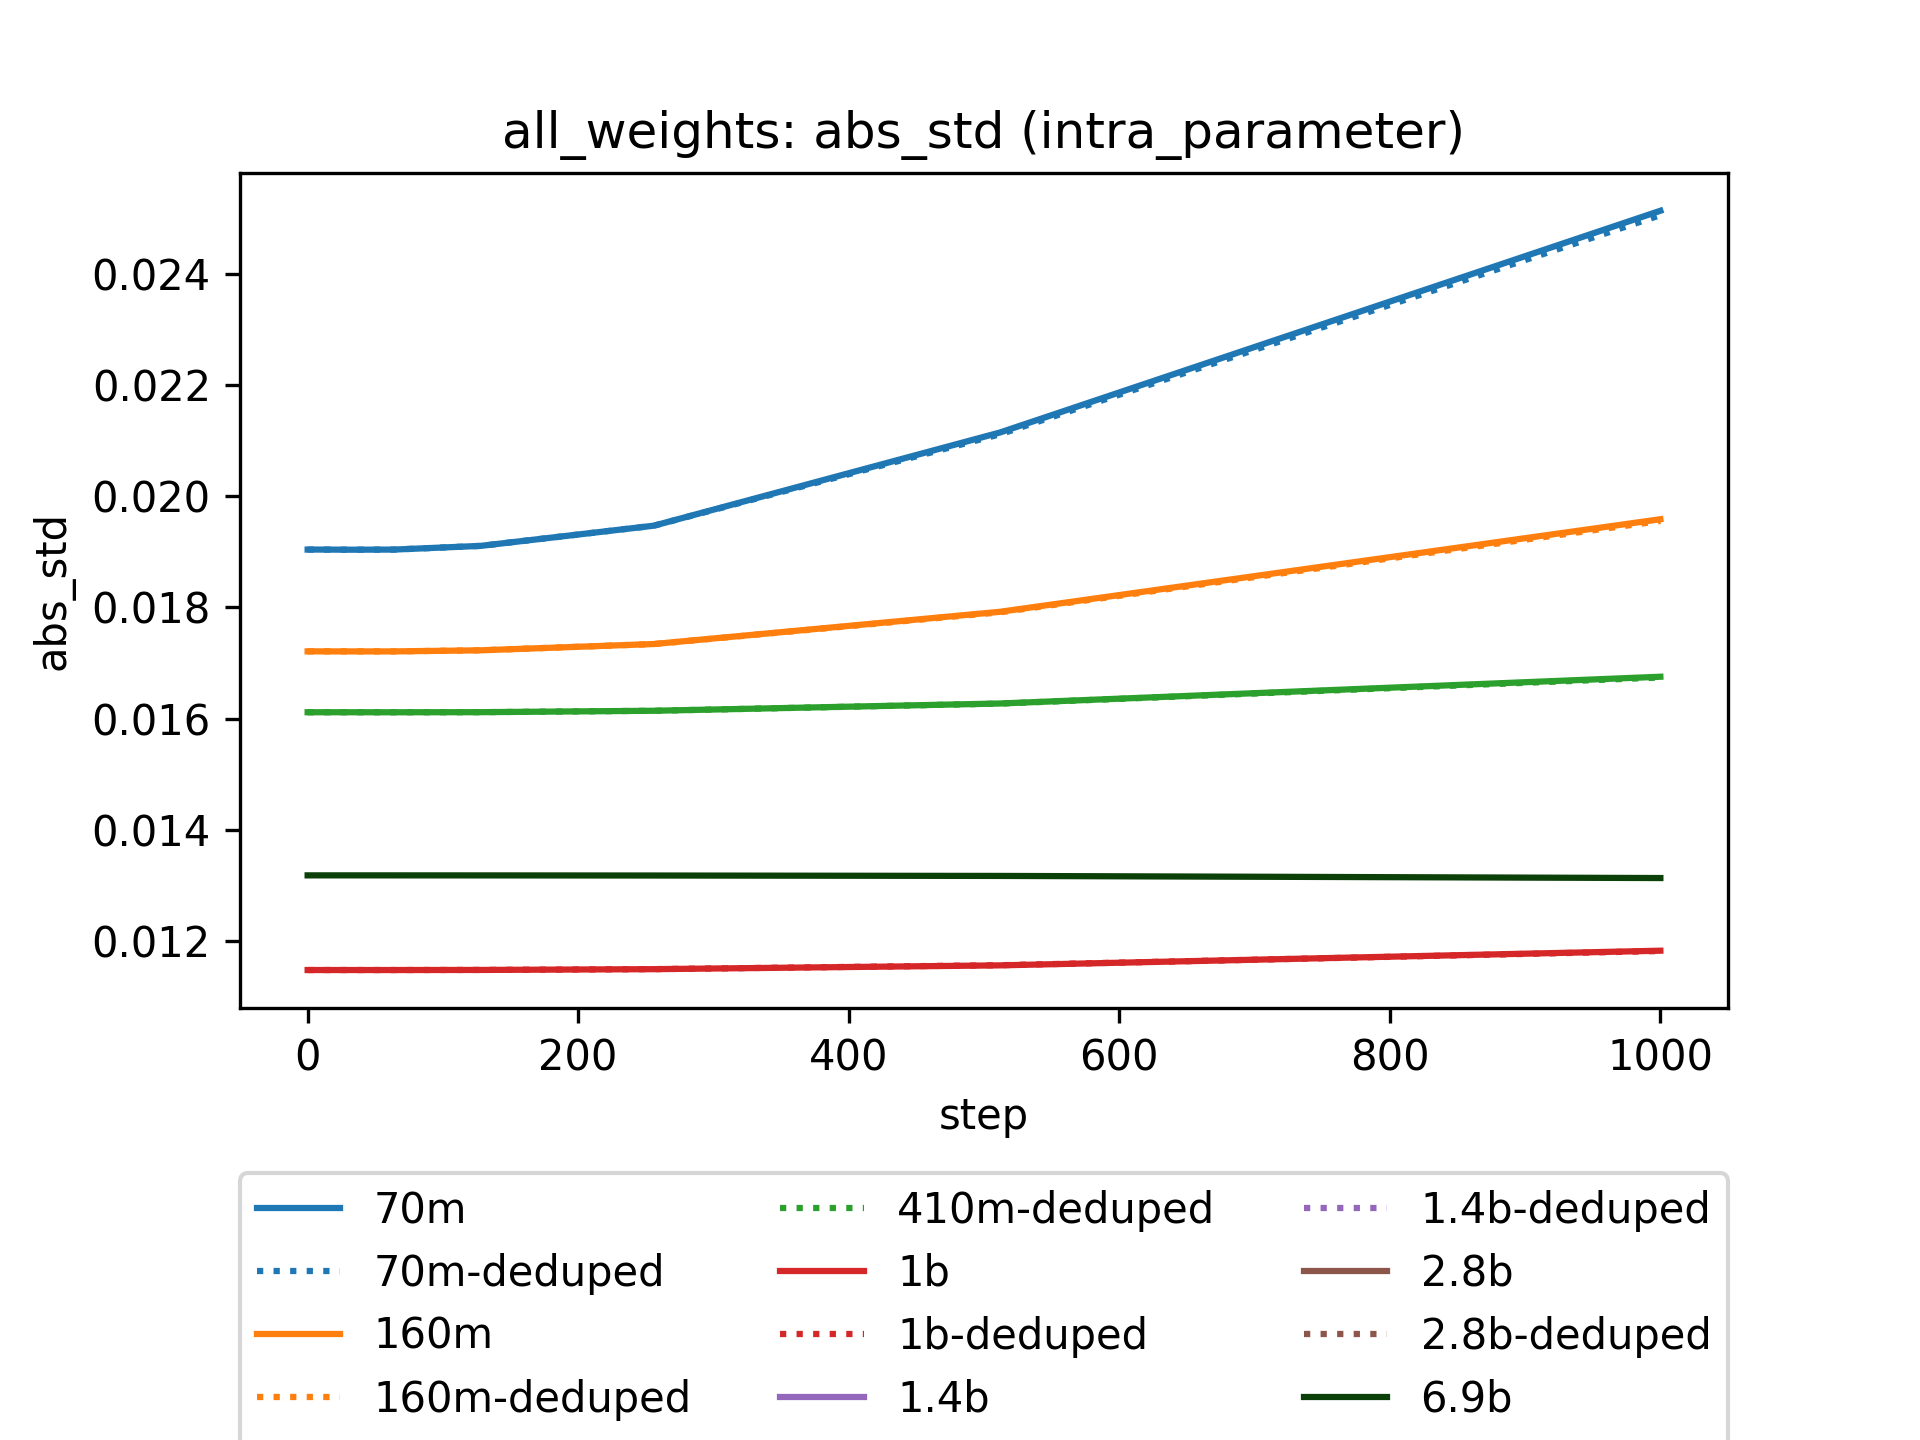 all_weights: abs_std (intra_parameter)
abs_std
0.024
0.022
0.020
0.018
0.016
0.014
0.012
0 200 400 600 800 1000
step
70m 410m-deduped 1.4b-deduped
70m-deduped 1b 2.8b
160m 1b-deduped 2.8b-deduped
160m-deduped 1.4b 6.9b